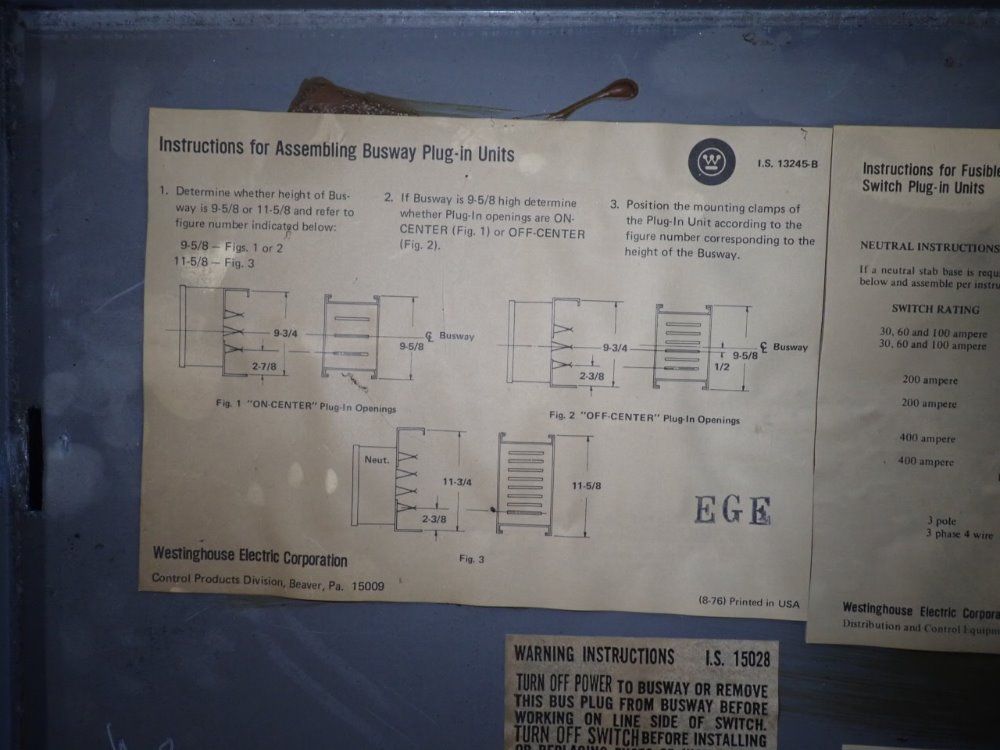 Instructions for Assembling Busway Plug-in Units
I.S. 13245-B
1. Determine whether height of Bus-
way is 9-5/8 or 11-5/8 and refer to
figure number indicated below:
9-5/8 — Figs. 1 or 2
11-5/8 — Fig. 3
2. If Busway is 9-5/8 high determine
whether Plug-In openings are ON-
CENTER (Fig. 1) or OFF-CENTER
(Fig. 2).
3. Position the mounting clamps of
the Plug-In Unit according to the
figure number corresponding to the
height of the Busway.
9-3/4
2-7/8
9-5/8
℄ Busway
Fig. 1 "ON-CENTER" Plug-In Openings
9-3/4
2-3/8
9-5/8
1/2
℄ Busway
Fig. 2 "OFF-CENTER" Plug-In Openings
Neut.
11-3/4
2-3/8
11-5/8
Fig. 3
EGE
Westinghouse Electric Corporation
Control Products Division, Beaver, Pa. 15009
(8-76) Printed in USA
Instructions for Fusible
Switch Plug-in Units
NEUTRAL INSTRUCTIONS
If a neutral stab base is requ
below and assemble per instru
SWITCH RATING
30, 60 and 100 ampere
30, 60 and 100 ampere
200 ampere
200 ampere
400 ampere
400 ampere
3 pole
3 phase 4 wire
Westinghouse Electric Corpora
Distribution and Control Equipm
WARNING INSTRUCTIONS I.S. 15028
TURN OFF POWER TO BUSWAY OR REMOVE
THIS BUS PLUG FROM BUSWAY BEFORE
WORKING ON LINE SIDE OF SWITCH.
TURN OFF SWITCH BEFORE INSTALLING